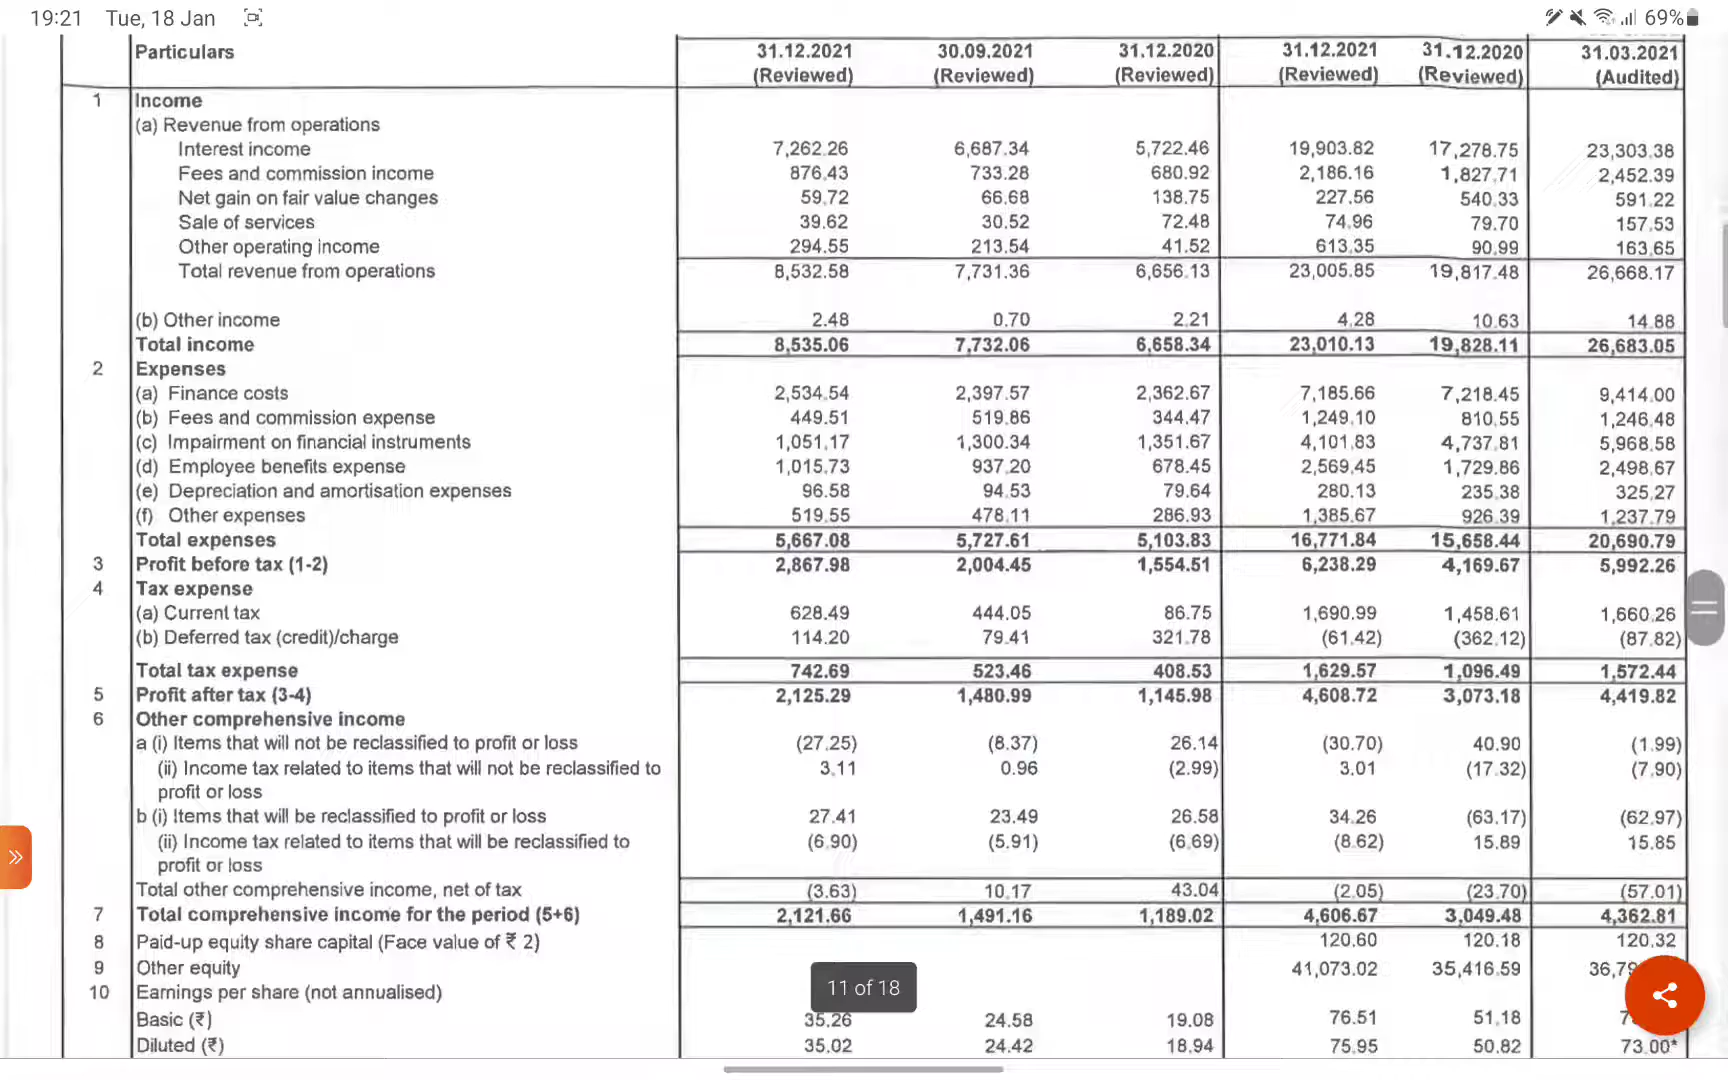 19:21 Tue, 18 Jan 69%
Particulars 31.12.2021 30.09.2021 31.12.2020 31.12.2021 31.12.2020 31.03.2021
(Reviewed) (Reviewed) (Reviewed) (Reviewed) (Reviewed) (Audited)
1 Income
(a) Revenue from operations
Interest income 7,262.26 6,687.34 5,722.46 19,903.82 17,278.75 23,303.38
Fees and commission income 876.43 733.28 680.92 2,186.16 1,827.71 2,452.39
Net gain on fair value changes 59.72 66.68 138.75 227.56 540.33 591.22
Sale of services 39.62 30.52 72.48 74.96 79.70 157.53
Other operating income 294.55 213.54 41.52 613.35 90.99 163.65
Total revenue from operations 8,532.58 7,731.36 6,656.13 23,005.85 19,817.48 26,668.17
(b) Other income 2.48 0.70 2.21 4.28 10.63 14.88
Total income 8,535.06 7,732.06 6,658.34 23,010.13 19,828.11 26,683.05
2 Expenses
(a) Finance costs 2,534.54 2,397.57 2,362.67 7,185.66 7,218.45 9,414.00
(b) Fees and commission expense 449.51 519.86 344.47 1,249.10 810.55 1,246.48
(c) Impairment on financial instruments 1,051.17 1,300.34 1,351.67 4,101.83 4,737.81 5,968.58
(d) Employee benefits expense 1,015.73 937.20 678.45 2,569.45 1,729.86 2,498.67
(e) Depreciation and amortisation expenses 96.58 94.53 79.64 280.13 235.38 325.27
(f) Other expenses 519.55 478.11 286.93 1,385.67 926.39 1,237.79
Total expenses 5,667.08 5,727.61 5,103.83 16,771.84 15,658.44 20,690.79
3 Profit before tax (1-2) 2,867.98 2,004.45 1,554.51 6,238.29 4,169.67 5,992.26
4 Tax expense
(a) Current tax 628.49 444.05 86.75 1,690.99 1,458.61 1,660.26
(b) Deferred tax (credit)/charge 114.20 79.41 321.78 (61.42) (362.12) (87.82)
Total tax expense 742.69 523.46 408.53 1,629.57 1,096.49 1,572.44
5 Profit after tax (3-4) 2,125.29 1,480.99 1,145.98 4,608.72 3,073.18 4,419.82
6 Other comprehensive income
a (i) Items that will not be reclassified to profit or loss (27.25) (8.37) 26.14 (30.70) 40.90 (1.99)
(ii) Income tax related to items that will not be reclassified to 3.11 0.96 (2.99) 3.01 (17.32) (7.90)
profit or loss
b (i) Items that will be reclassified to profit or loss 27.41 23.49 26.58 34.26 (63.17) (62.97)
(ii) Income tax related to items that will be reclassified to (6.90) (5.91) (6.69) (8.62) 15.89 15.85
profit or loss
Total other comprehensive income, net of tax (3.63) 10.17 43.04 (2.05) (23.70) (57.01)
7 Total comprehensive income for the period (5+6) 2,121.66 1,491.16 1,189.02 4,606.67 3,049.48 4,362.81
8 Paid-up equity share capital (Face value of ₹ 2) 120.60 120.18 120.32
9 Other equity 41,073.02 35,416.59
10 Earnings per share (not annualised)
11 of 18
Basic (₹) 35.26 24.58 19.08 76.51 51.18
Diluted (₹) 35.02 24.42 18.94 75.95 50.82 73.00*